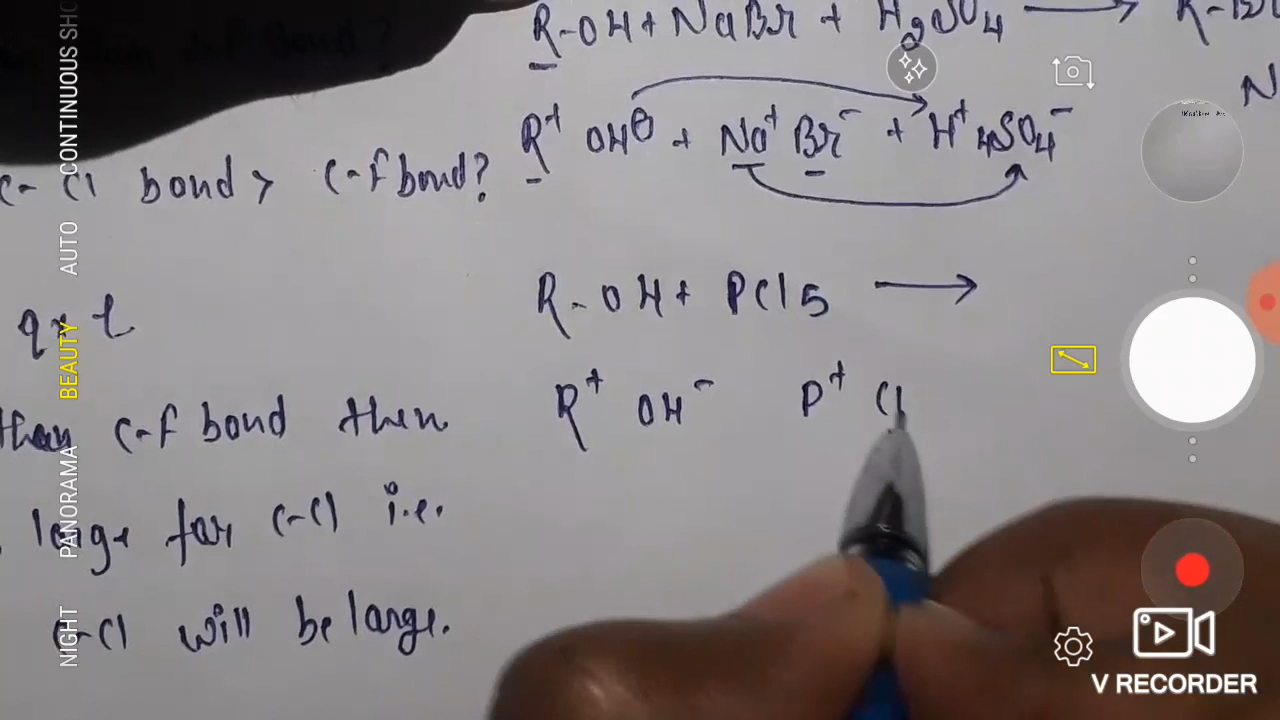 R-OH + NaBr + H2SO4 → R-Br
R+ OH⊖ + Na+ Br- + H+ HSO4-
C-Cl bond > C-F bond?
R-OH + PCl5 →
q × l
R+ OH- P+ Cl
than C-F bond then
large for C-Cl i.e.
C-Cl will be large.
CONTINUOUS SHO
AUTO
BEAUTY
PANORAMA
NIGHT
V RECORDER